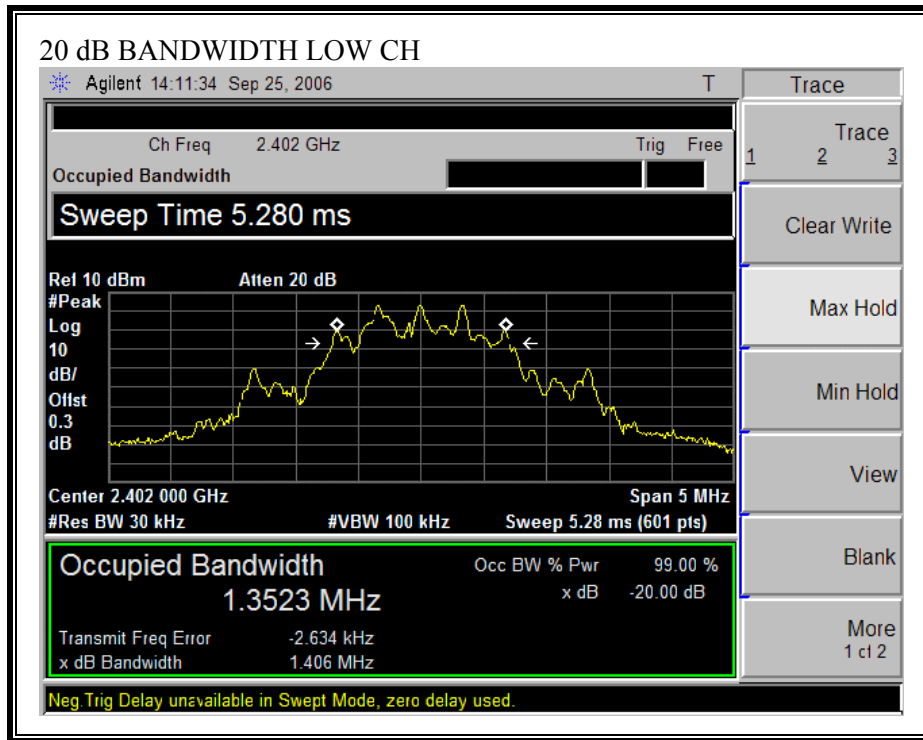 20 dB BANDWIDTH LOW CH
Agilent 14:11:34 Sep 25, 2006 T
Trace
Ch Freq 2.402 GHz Trig Free
Occupied Bandwidth
Sweep Time 5.280 ms
Ref 10 dBm Atten 20 dB
#Peak
Log
10
dB/
Offst
0.3
dB
Center 2.402 000 GHz Span 5 MHz
#Res BW 30 kHz #VBW 100 kHz Sweep 5.28 ms (601 pts)
Occupied Bandwidth
1.3523 MHz
Occ BW % Pwr 99.00 %
x dB -20.00 dB
Transmit Freq Error -2.634 kHz
x dB Bandwidth 1.406 MHz
Neg.Trig Delay unavailable in Swept Mode, zero delay used.
Trace
1 2 3
Clear Write
Max Hold
Min Hold
View
Blank
More
1 of 2